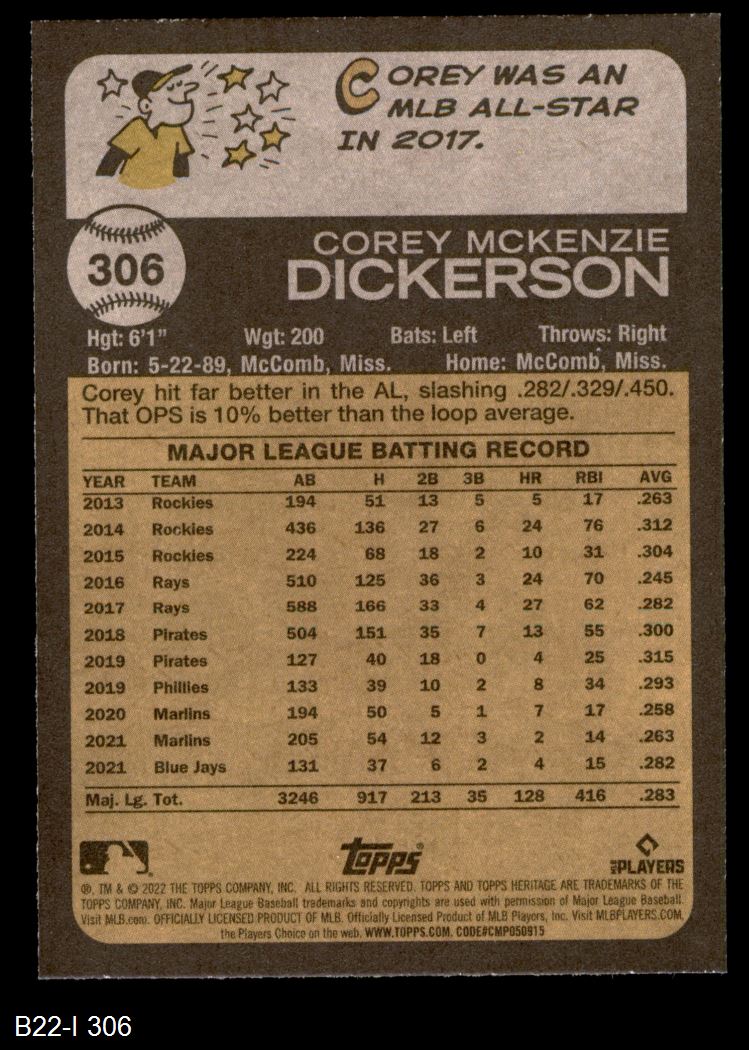 COREY WAS AN
MLB ALL-STAR
IN 2017.
306
COREY MCKENZIE
DICKERSON
Hgt: 6'1" Wgt: 200 Bats: Left Throws: Right
Born: 5-22-89, McComb, Miss. Home: McComb, Miss.
Corey hit far better in the AL, slashing .282/.329/.450.
That OPS is 10% better than the loop average.
MAJOR LEAGUE BATTING RECORD
YEAR TEAM AB H 2B 3B HR RBI AVG
2013 Rockies 194 51 13 5 5 17 .263
2014 Rockies 436 136 27 6 24 76 .312
2015 Rockies 224 68 18 2 10 31 .304
2016 Rays 510 125 36 3 24 70 .245
2017 Rays 588 166 33 4 27 62 .282
2018 Pirates 504 151 35 7 13 55 .300
2019 Pirates 127 40 18 0 4 25 .315
2019 Phillies 133 39 10 2 8 34 .293
2020 Marlins 194 50 5 1 7 17 .258
2021 Marlins 205 54 12 3 2 14 .263
2021 Blue Jays 131 37 6 2 4 15 .282
Maj. Lg. Tot. 3246 917 213 35 128 416 .283
Topps
MLB PLAYERS
®, TM & © 2022 THE TOPPS COMPANY, INC. ALL RIGHTS RESERVED. TOPPS AND TOPPS HERITAGE ARE TRADEMARKS OF THE
TOPPS COMPANY, INC. Major League Baseball trademarks and copyrights are used with permission of Major League Baseball.
Visit MLB.com. OFFICIALLY LICENSED PRODUCT OF MLB. Officially Licensed Product of MLB Players, Inc. Visit MLBPLAYERS.COM,
the Players Choice on the web. WWW.TOPPS.COM. CODE#CMP050915
B22-I 306